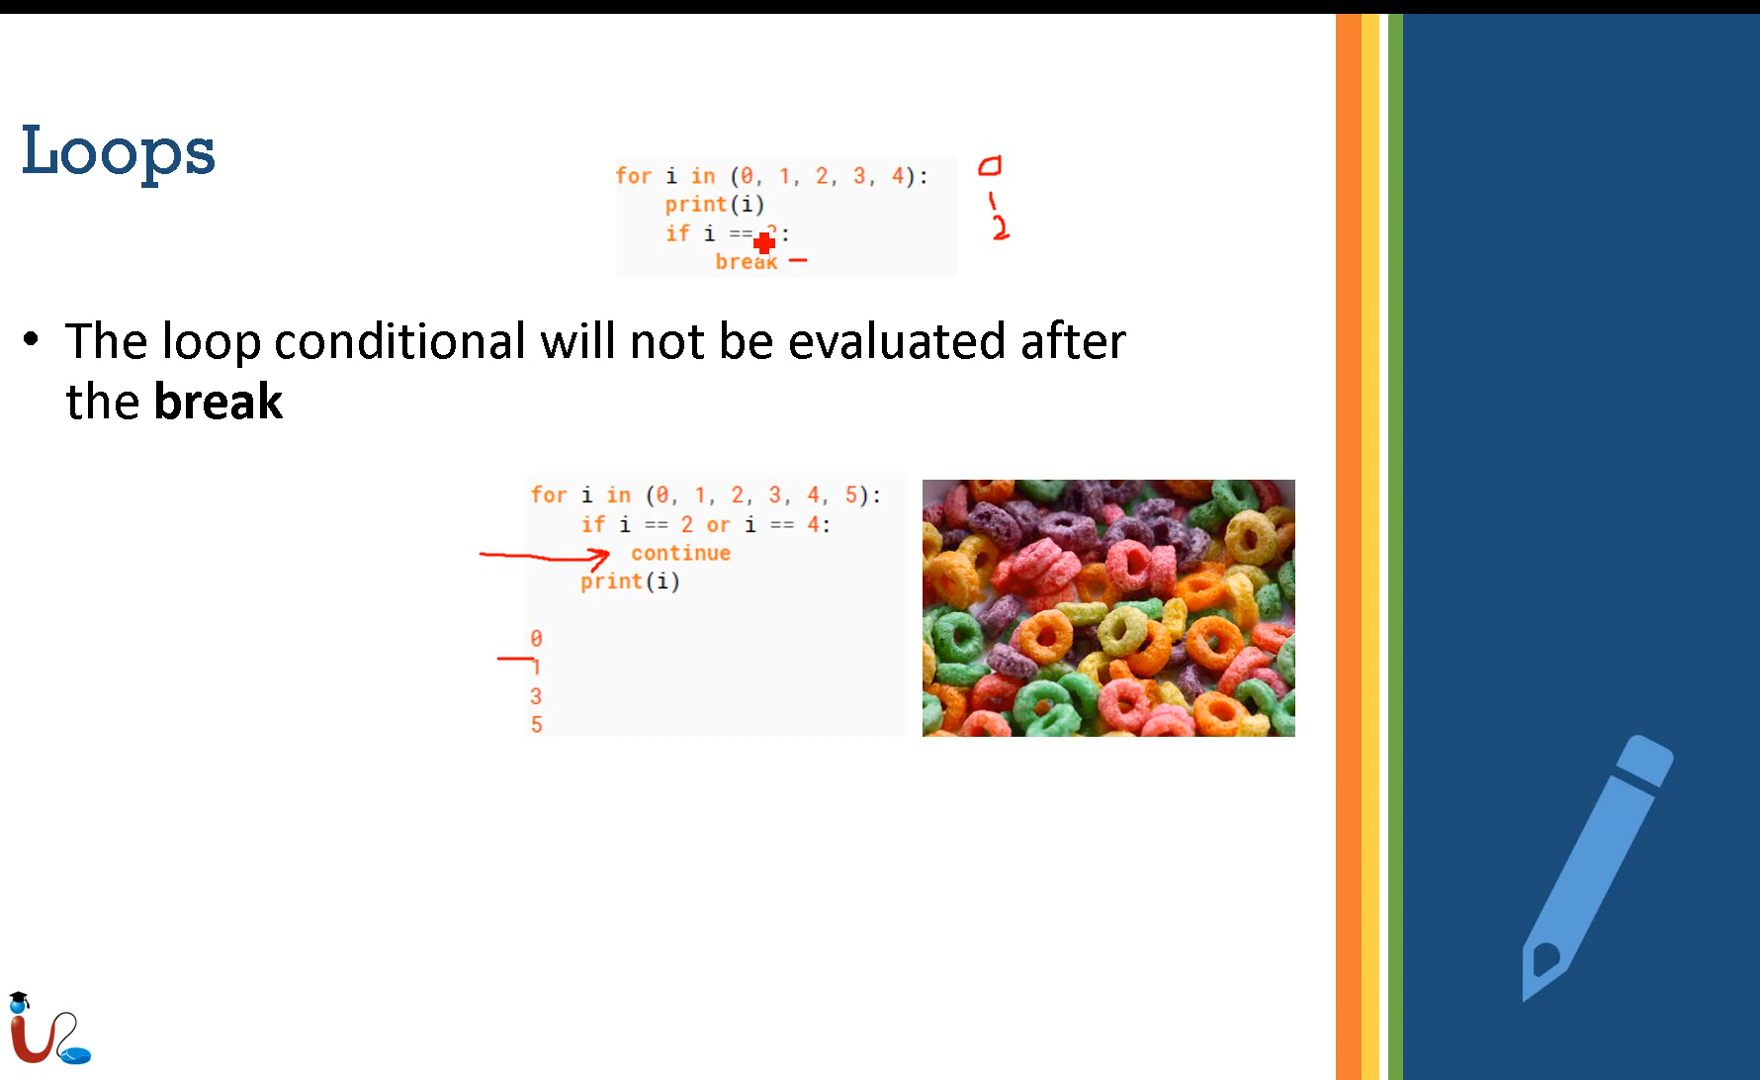 Loops
for i in (0, 1, 2, 3, 4):
print(i)
if i == 2:
break
0
1
2
• The loop conditional will not be evaluated after
the break
for i in (0, 1, 2, 3, 4, 5):
if i == 2 or i == 4:
continue
print(i)
0
1
3
5